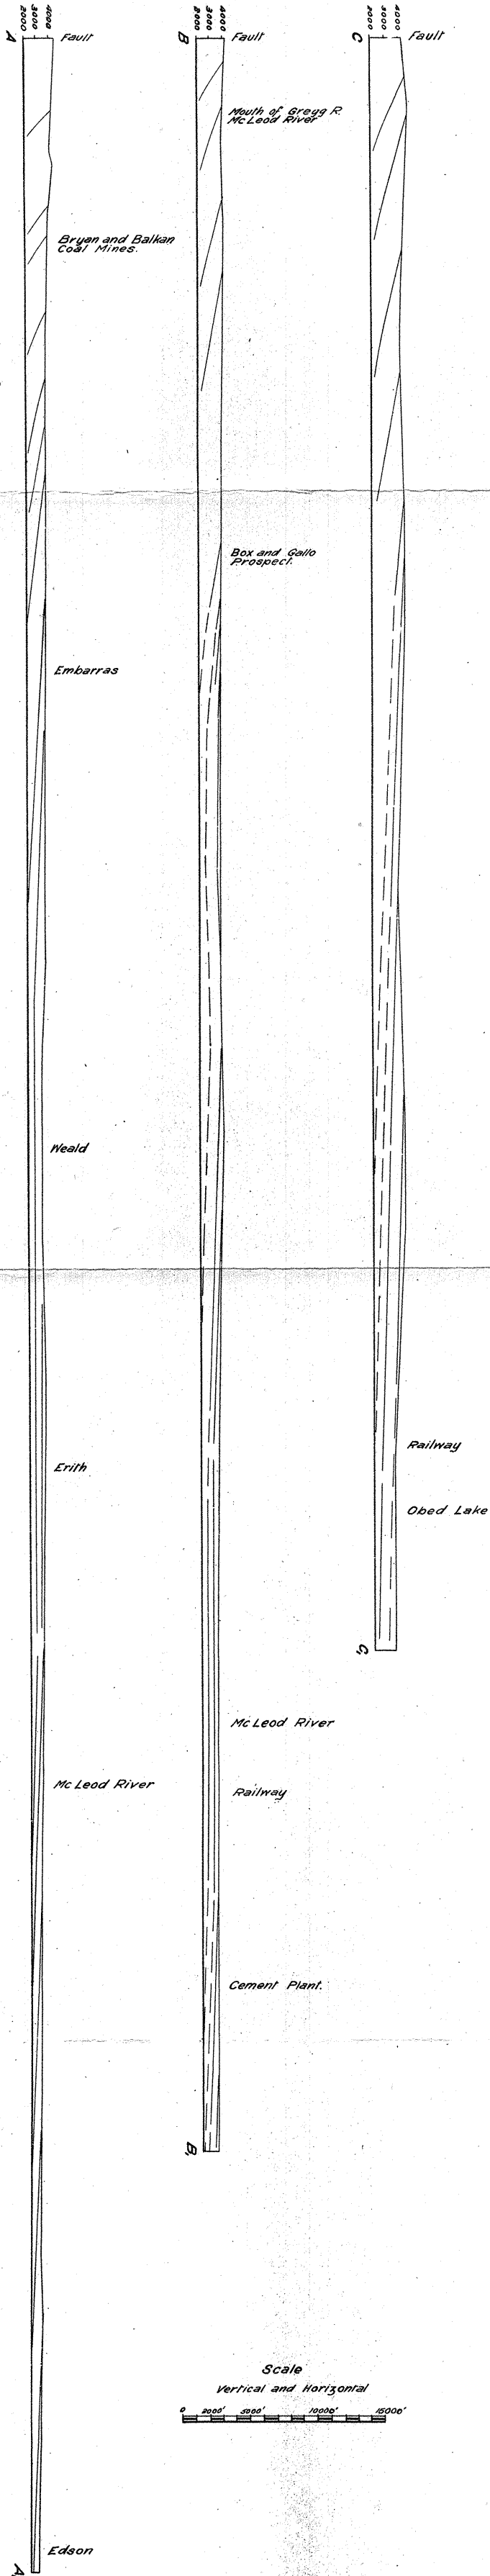 4000
3000
2000
A
Fault
Bryan and Balkan
Coal Mines.
Embarras
Weald
Erith
McLeod River
Edson
A,
4000
3000
2000
B
Fault
Mouth of Gregg R.
McLeod River
Box and Gallo
Prospect.
McLeod River
Railway
Cement Plant.
B,
4000
3000
2000
C
Fault
Railway
Obed Lake
C,
Scale
Vertical and Horizontal
0 2000' 5000' 10000' 15000'